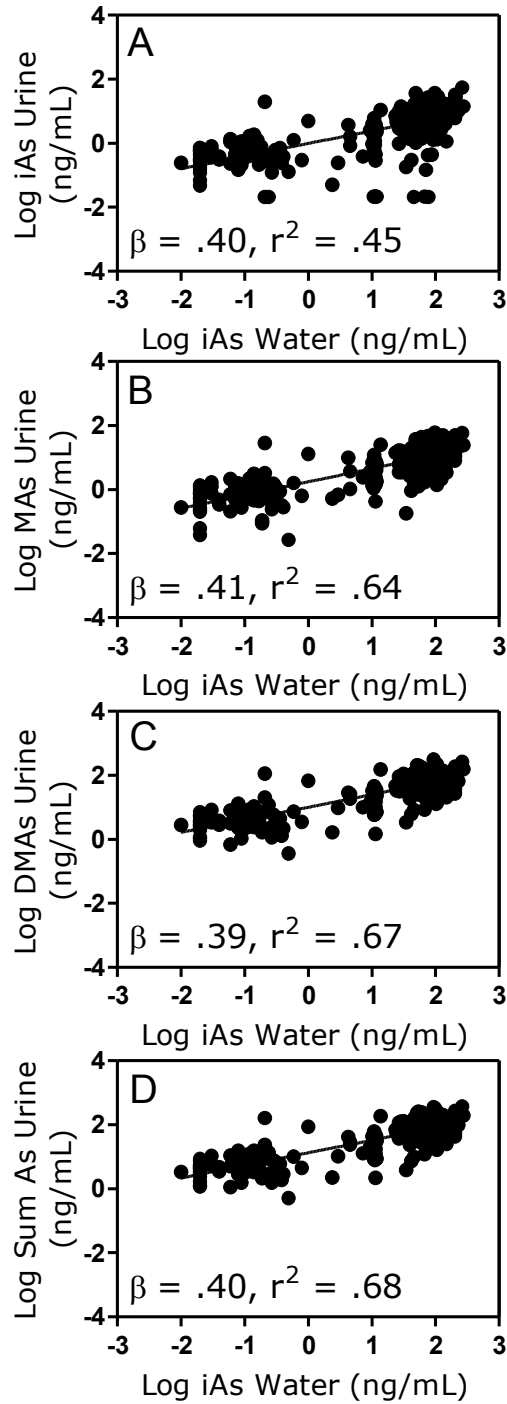 A
Log iAs Urine
(ng/mL)
4
2
0
-2
-4
β = .40, r² = .45
-3 -2 -1 0 1 2 3
Log iAs Water (ng/mL)
B
Log MAs Urine
(ng/mL)
4
2
0
-2
-4
β = .41, r² = .64
-3 -2 -1 0 1 2 3
Log iAs Water (ng/mL)
C
Log DMAs Urine
(ng/mL)
4
2
0
-2
-4
β = .39, r² = .67
-3 -2 -1 0 1 2 3
Log iAs Water (ng/mL)
D
Log Sum As Urine
(ng/mL)
4
2
0
-2
-4
β = .40, r² = .68
-3 -2 -1 0 1 2 3
Log iAs Water (ng/mL)